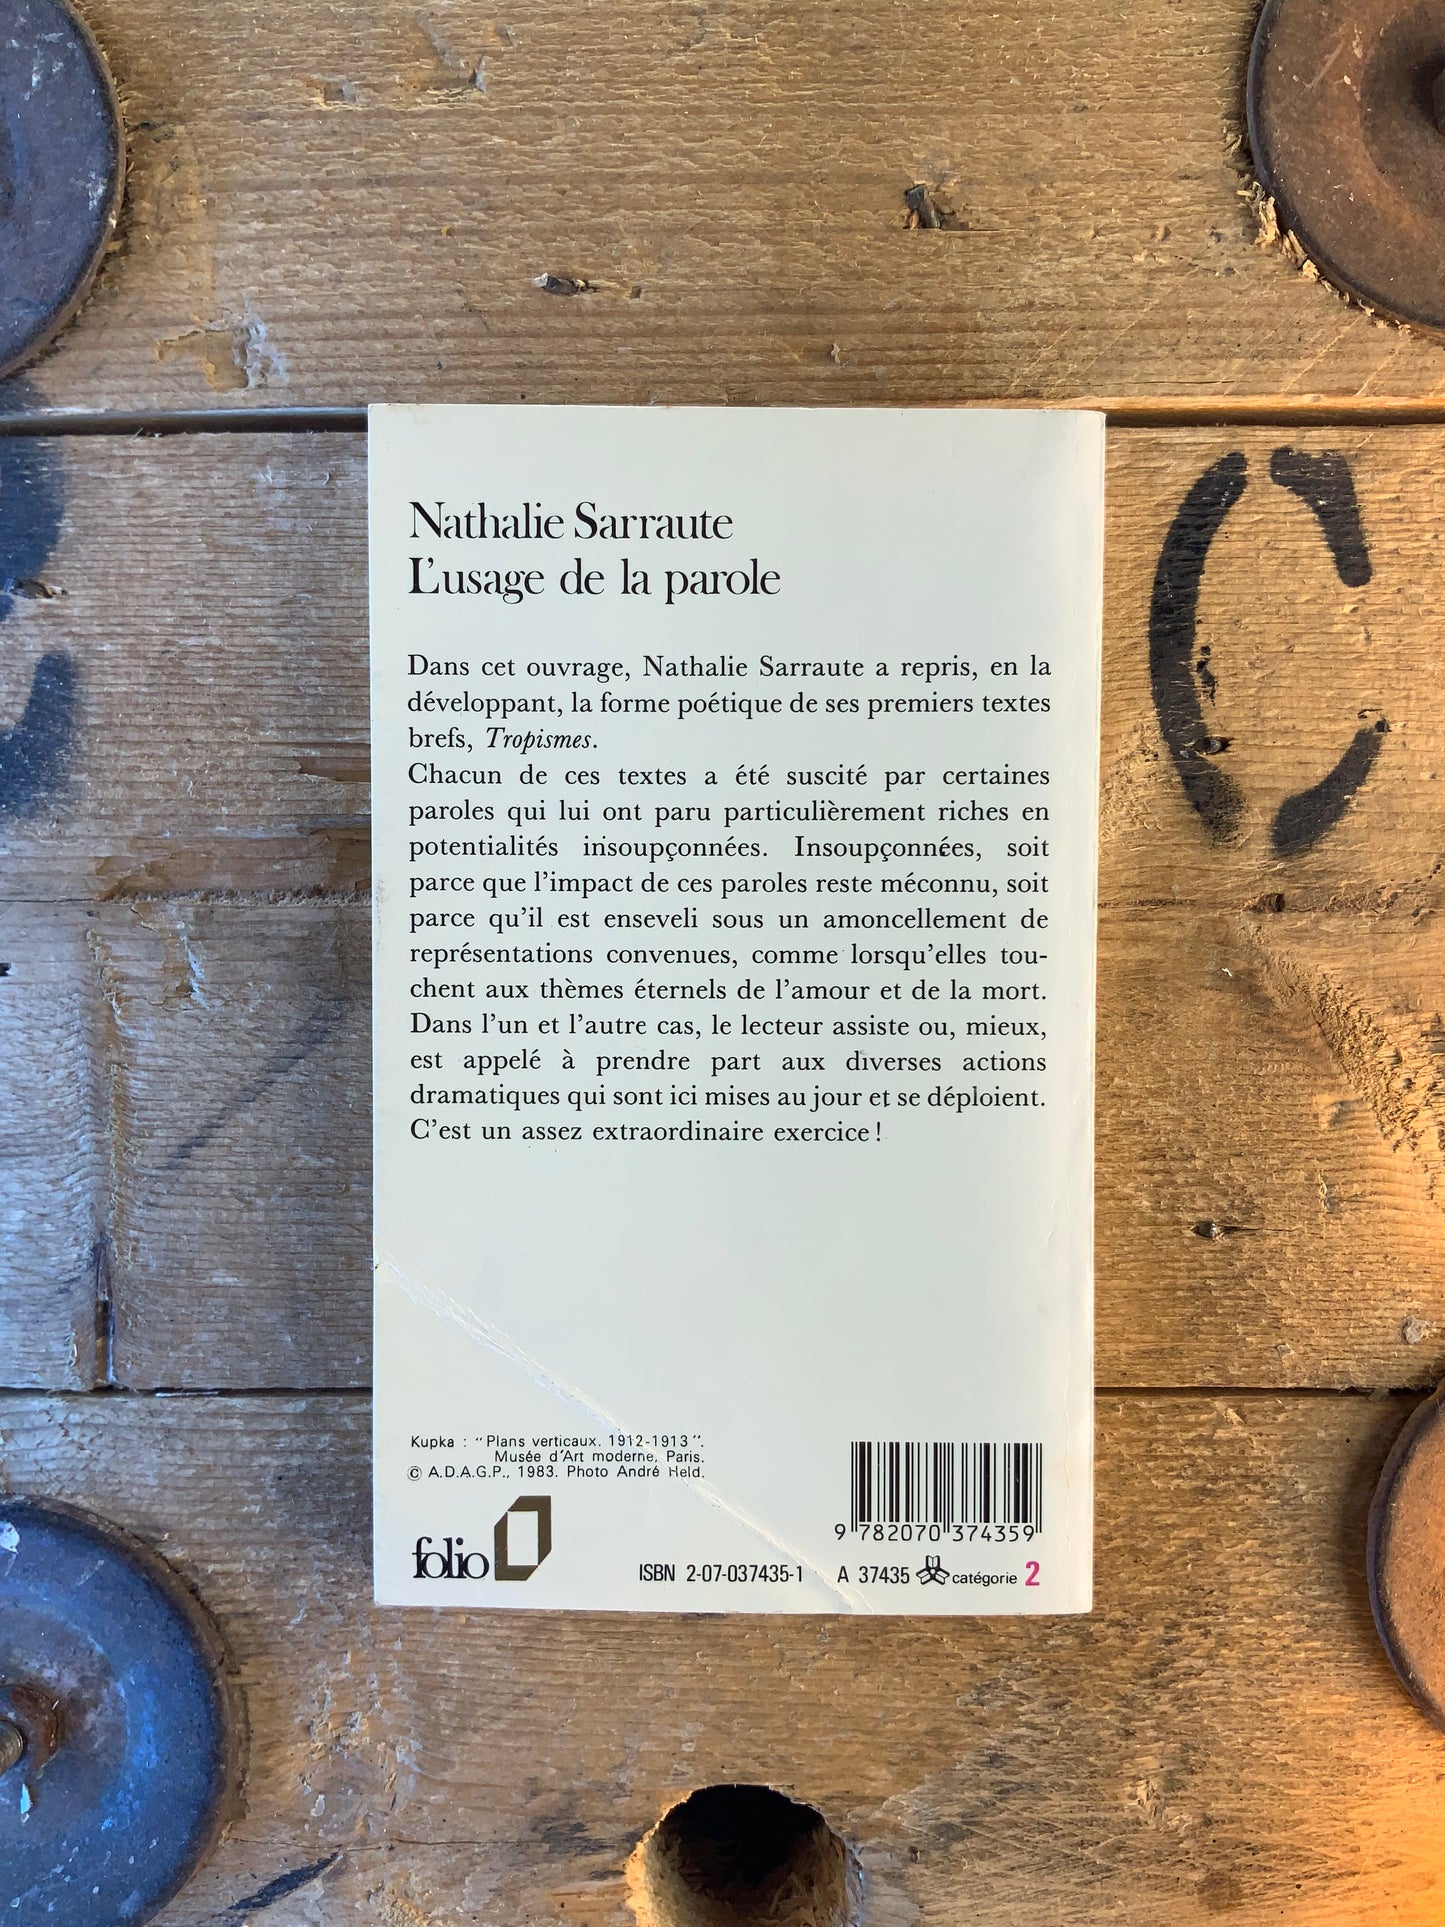 Nathalie Sarraute
L'usage de la parole
Dans cet ouvrage, Nathalie Sarraute a repris, en la
développant, la forme poétique de ses premiers textes
brefs, Tropismes.
Chacun de ces textes a été suscité par certaines
paroles qui lui ont paru particulièrement riches en
potentialités insoupçonnées. Insoupçonnées, soit
parce que l'impact de ces paroles reste méconnu, soit
parce qu'il est enseveli sous un amoncellement de
représentations convenues, comme lorsqu'elles tou-
chent aux thèmes éternels de l'amour et de la mort.
Dans l'un et l'autre cas, le lecteur assiste ou, mieux,
est appelé à prendre part aux diverses actions
dramatiques qui sont ici mises au jour et se déploient.
C'est un assez extraordinaire exercice !
Kupka : "Plans verticaux. 1912-1913".
Musée d'Art moderne, Paris.
© A.D.A.G.P., 1983. Photo André Held.
9 782070 374359
folio
ISBN 2-07-037435-1 A 37435 catégorie 2